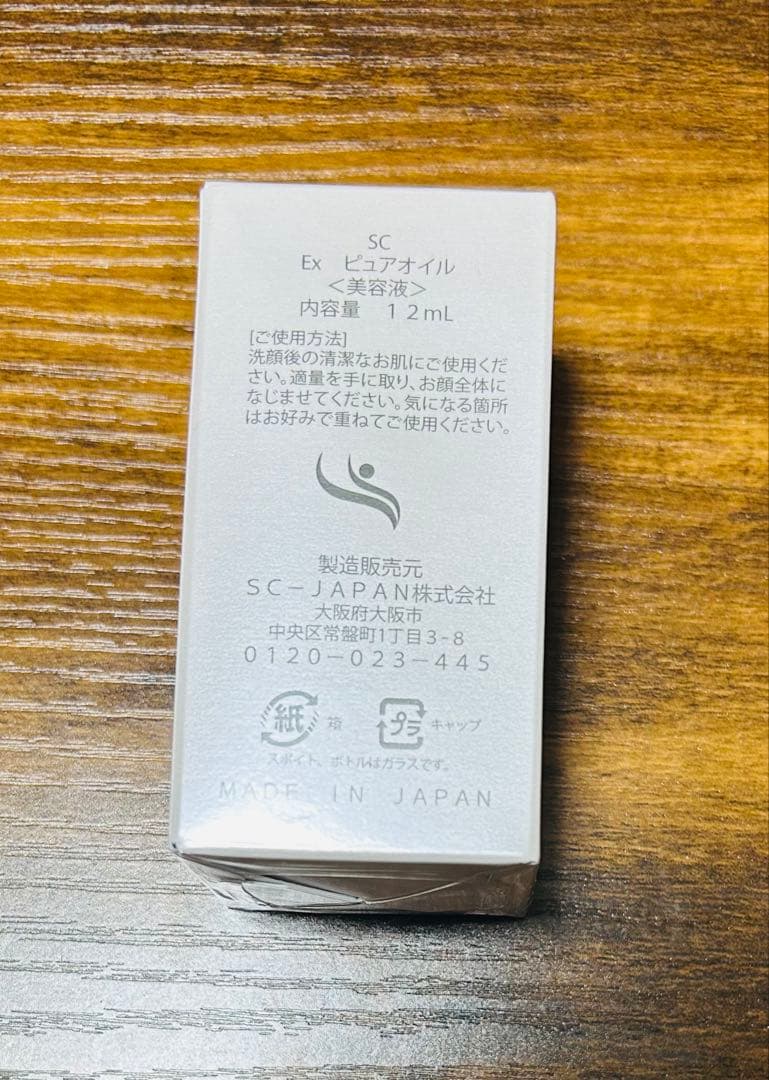 SC
Ex　ピュアオイル
＜美容液＞
内容量　１２mL
[ご使用方法]
洗顔後の清潔なお肌にご使用くだ
さい。適量を手に取り、お顔全体に
なじませてください。気になる箇所
はお好みで重ねてご使用ください。
製造販売元
ＳＣ－ＪＡＰＡＮ株式会社
大阪府大阪市
中央区常盤町1丁目3-8
０１２０－０２３－４４５
紙 箱
プラ キャップ
スポイト、ボトルはガラスです。
ＭＡＤＥ　ＩＮ　ＪＡＰＡＮ